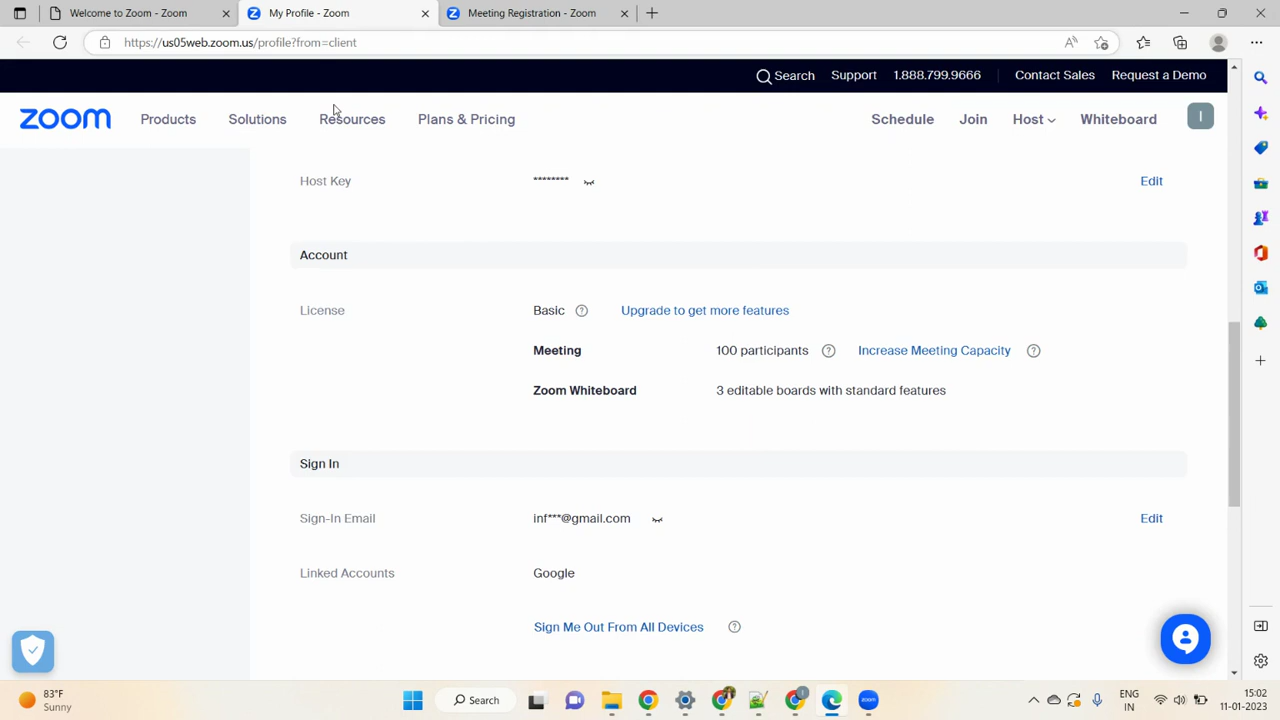 Welcome to Zoom - Zoom
My Profile - Zoom
Meeting Registration - Zoom
https://us05web.zoom.us/profile?from=client
Search
Support
1.888.799.9666
Contact Sales
Request a Demo
zoom
Products
Solutions
Resources
Plans & Pricing
Schedule
Join
Host
Whiteboard
I
Host Key
********
Edit
Account
License
Basic
Upgrade to get more features
Meeting
100 participants
Increase Meeting Capacity
Zoom Whiteboard
3 editable boards with standard features
Sign In
Sign-In Email
inf***@gmail.com
Edit
Linked Accounts
Google
Sign Me Out From All Devices
83°F
Sunny
Search
zoom
ENG
IN
15:02
11-01-2023